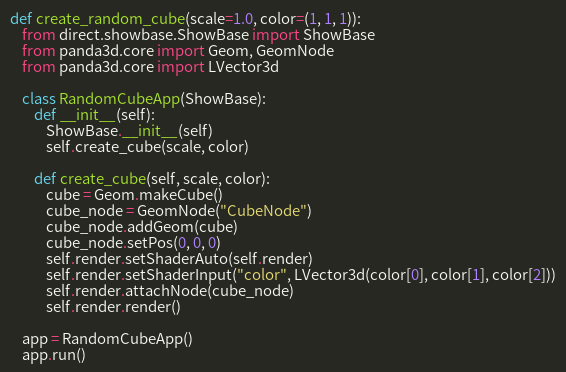 def create_random_cube(scale=1.0, color=(1, 1, 1)):
from direct.showbase.ShowBase import ShowBase
from panda3d.core import Geom, GeomNode
from panda3d.core import LVector3d
class RandomCubeApp(ShowBase):
def __init__(self):
ShowBase.__init__(self)
self.create_cube(scale, color)
def create_cube(self, scale, color):
cube = Geom.makeCube()
cube_node = GeomNode("CubeNode")
cube_node.addGeom(cube)
cube_node.setPos(0, 0, 0)
self.render.setShaderAuto(self.render)
self.render.setShaderInput("color", LVector3d(color[0], color[1], color[2]))
self.render.attachNode(cube_node)
self.render.render()
app = RandomCubeApp()
app.run()